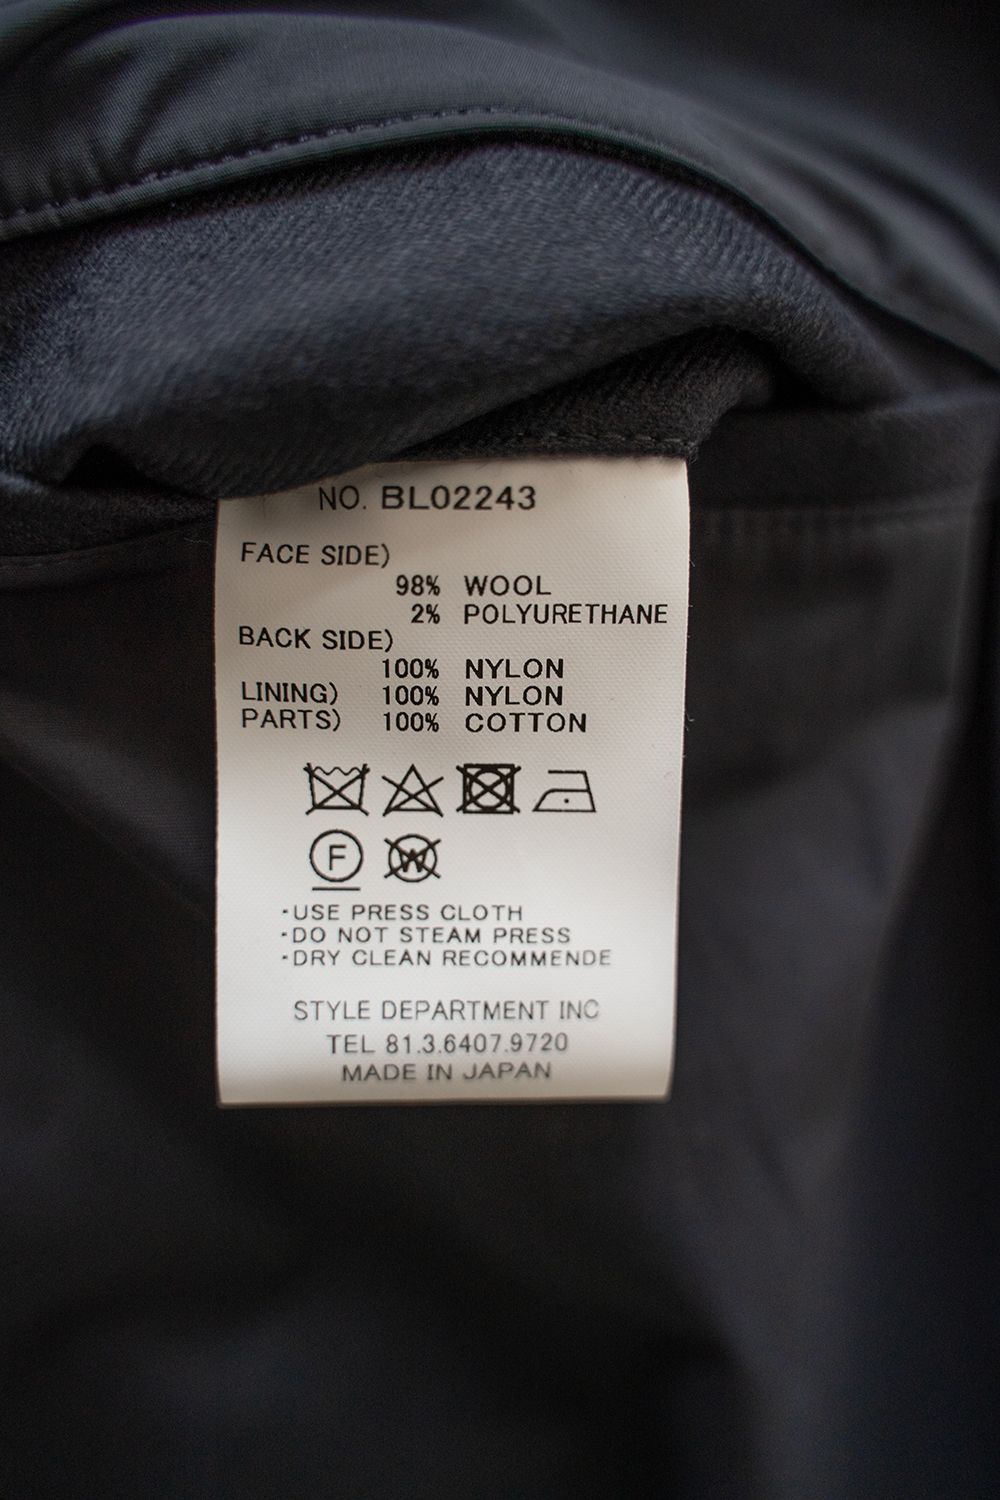 NO. BL02243
FACE SIDE)
98% WOOL
2% POLYURETHANE
BACK SIDE)
100% NYLON
LINING) 100% NYLON
PARTS) 100% COTTON
F W
·USE PRESS CLOTH
·DO NOT STEAM PRESS
·DRY CLEAN RECOMMENDE
STYLE DEPARTMENT INC
TEL 81.3.6407.9720
MADE IN JAPAN